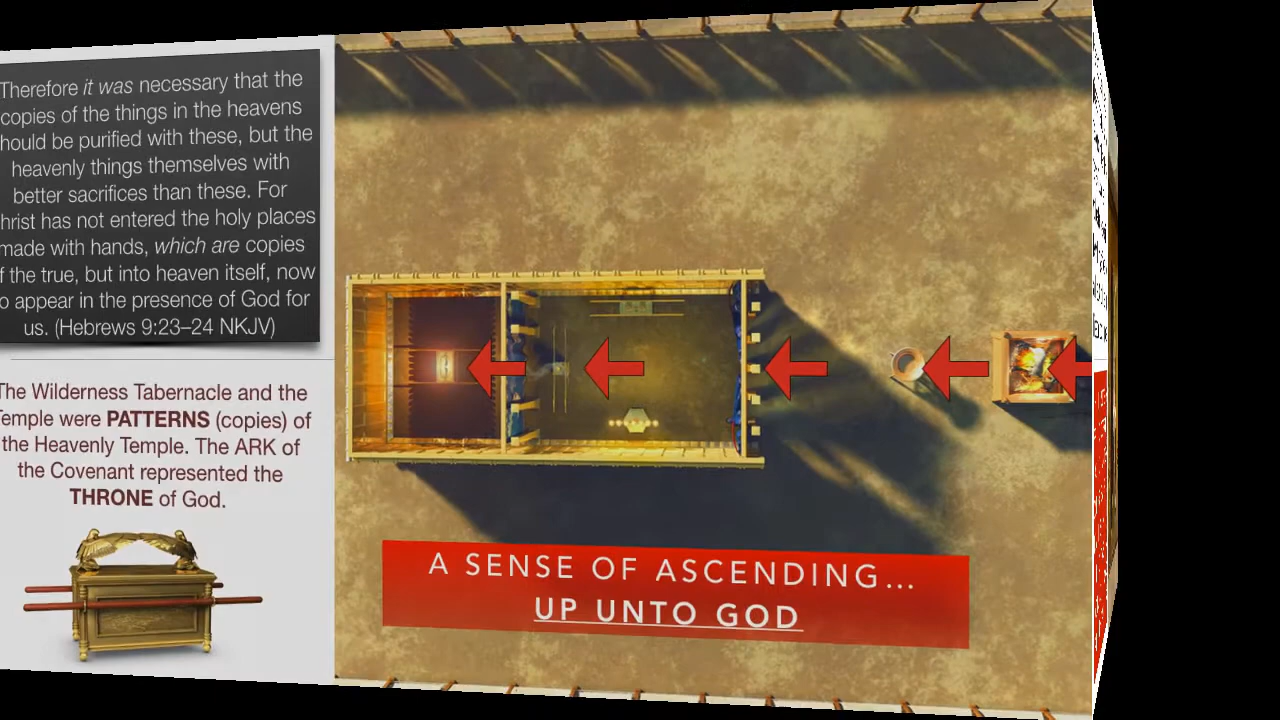 Therefore it was necessary that the
copies of the things in the heavens
hould be purified with these, but the
heavenly things themselves with
better sacrifices than these. For
hrist has not entered the holy places
made with hands, which are copies
f the true, but into heaven itself, now
o appear in the presence of God for
us. (Hebrews 9:23–24 NKJV)
The Wilderness Tabernacle and the
emple were PATTERNS (copies) of
the Heavenly Temple. The ARK of
the Covenant represented the
THRONE of God.
A SENSE OF ASCENDING...
UP UNTO GOD